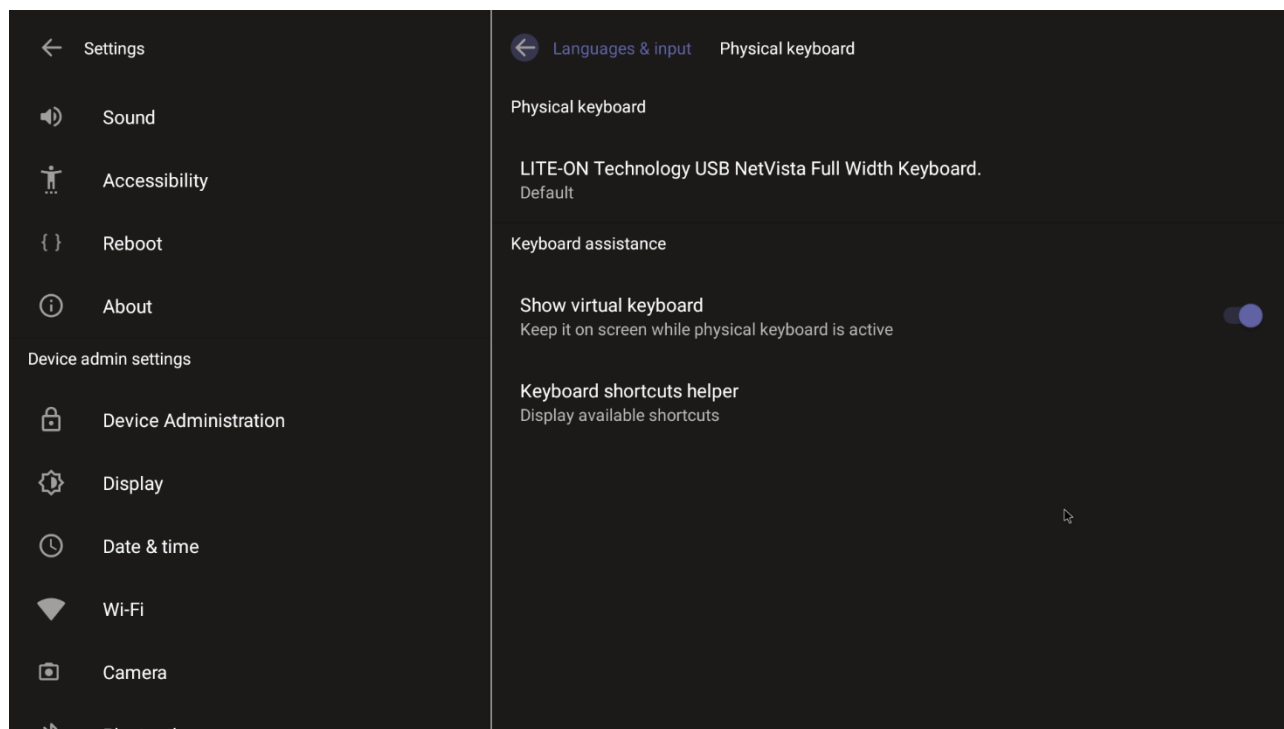 Settings
Sound
Accessibility
{ } Reboot
About
Device admin settings
Device Administration
Display
Date & time
Wi-Fi
Camera
Languages & input Physical keyboard
Physical keyboard
LITE-ON Technology USB NetVista Full Width Keyboard.
Default
Keyboard assistance
Show virtual keyboard
Keep it on screen while physical keyboard is active
Keyboard shortcuts helper
Display available shortcuts